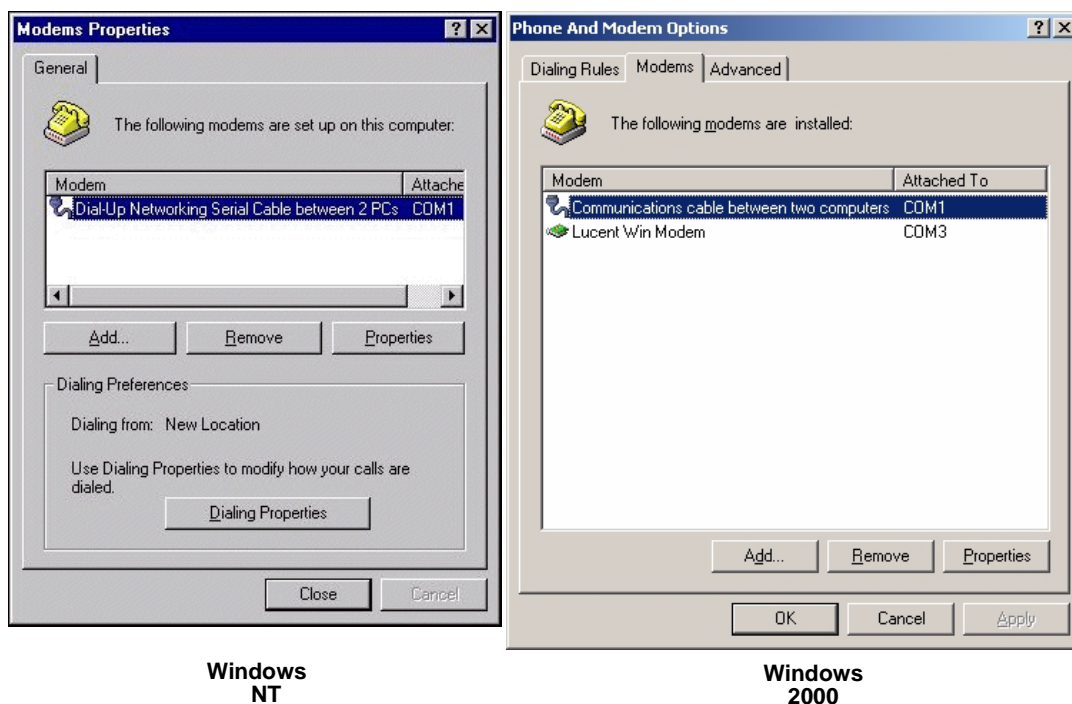 Modems Properties
General
The following modems are set up on this computer:
Modem Attache
Dial-Up Networking Serial Cable between 2 PCs COM1
Add... Remove Properties
Dialing Preferences
Dialing from: New Location
Use Dialing Properties to modify how your calls are
dialed.
Dialing Properties
Close Cancel
Windows
NT
Phone And Modem Options
Dialing Rules Modems Advanced
The following modems are installed:
Modem Attached To
Communications cable between two computers COM1
Lucent Win Modem COM3
Add... Remove Properties
OK Cancel Apply
Windows
2000